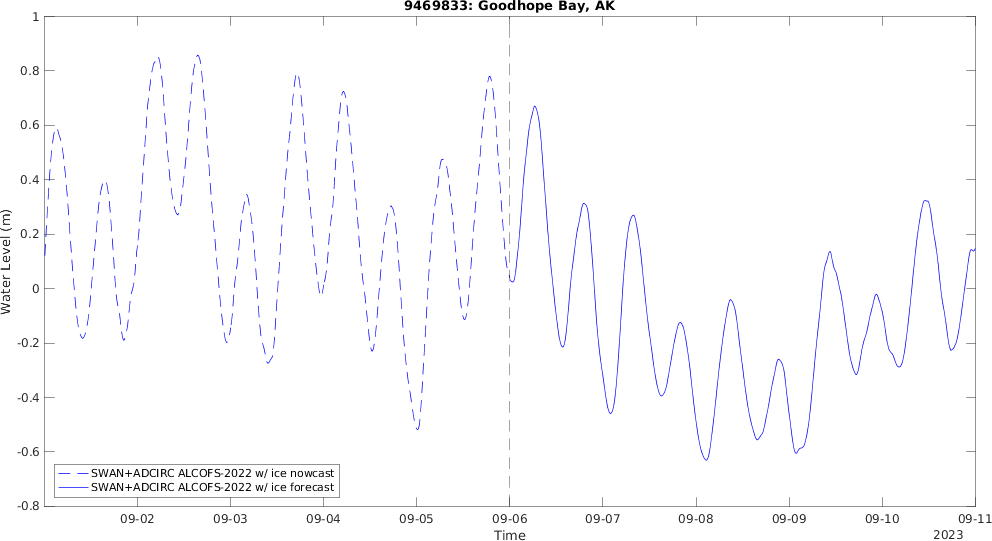 9469833: Goodhope Bay, AK
1
0.8
0.6
0.4
0.2
0
-0.2
-0.4
-0.6
-0.8
Water Level (m)
SWAN+ADCIRC ALCOFS-2022 w/ ice nowcast
SWAN+ADCIRC ALCOFS-2022 w/ ice forecast
09-02 09-03 09-04 09-05 09-06 09-07 09-08 09-09 09-10 09-11
Time
2023